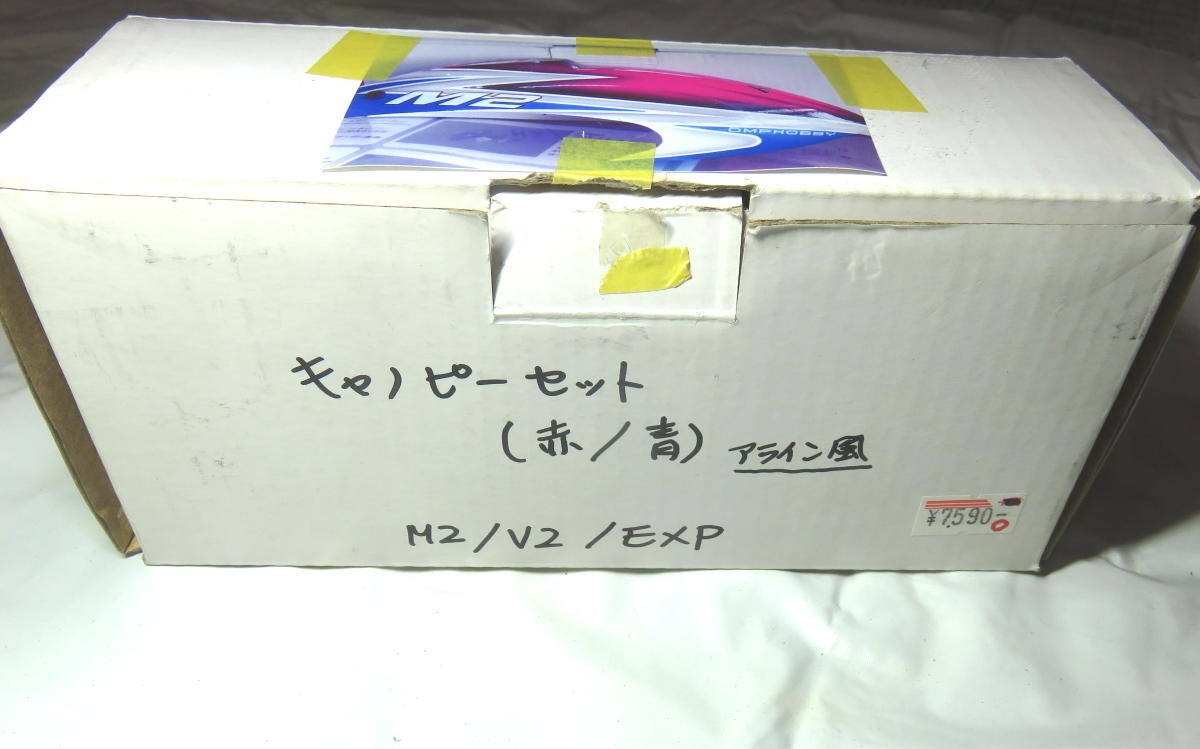 M2
OMPHOBBY
キャノピーセット
(赤/青) アライン風
M2/V2/EXP
¥7,590-